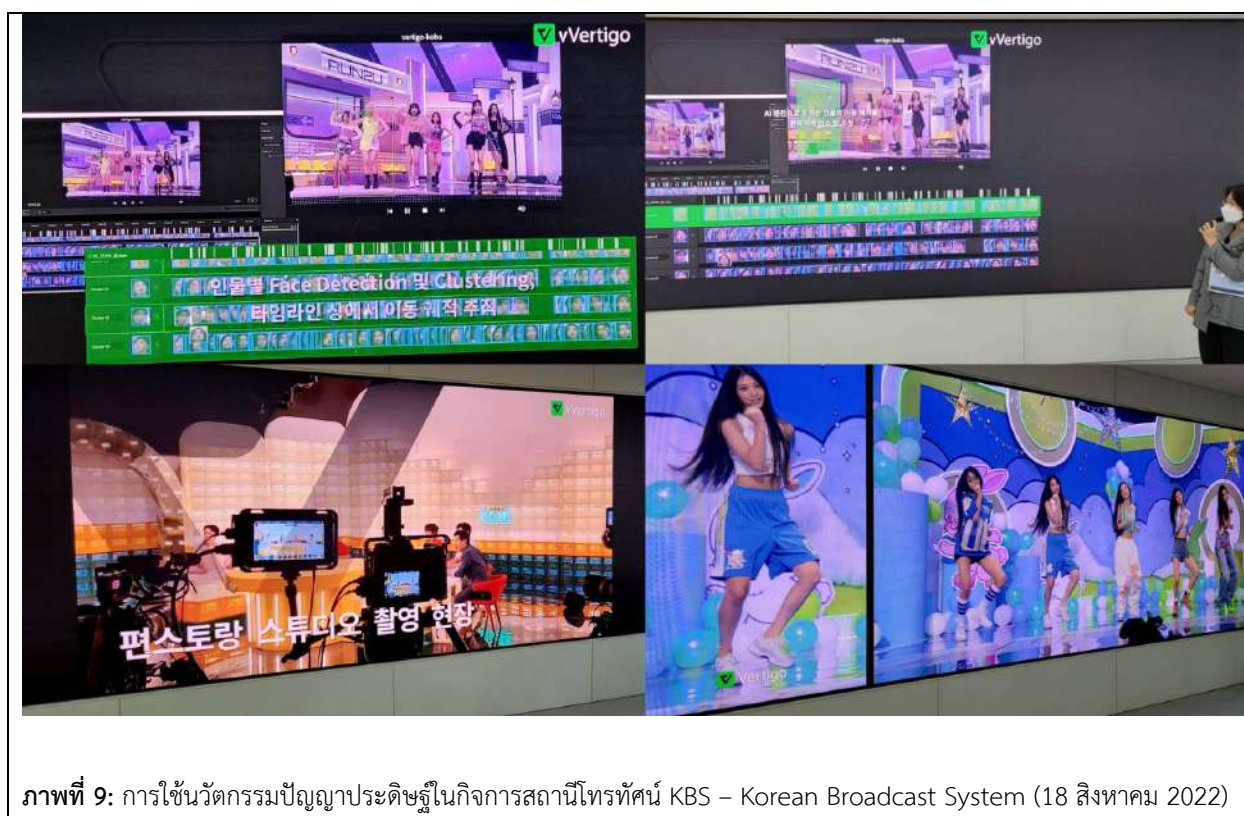 vertigo-kobs
vVertigo
RUN2U
인물별 Face Detection 및 Clustering,
타임라인 상에서 이동 궤적 추적
vertigo-kobs
vVertigo
vVertigo
편스토랑 스튜디오 촬영 현장
vVertigo
ภาพที่ 9: การใช้นวัตกรรมปัญญาประดิษฐ์ในกิจการสถานีโทรทัศน์ KBS – Korean Broadcast System (18 สิงหาคม 2022)